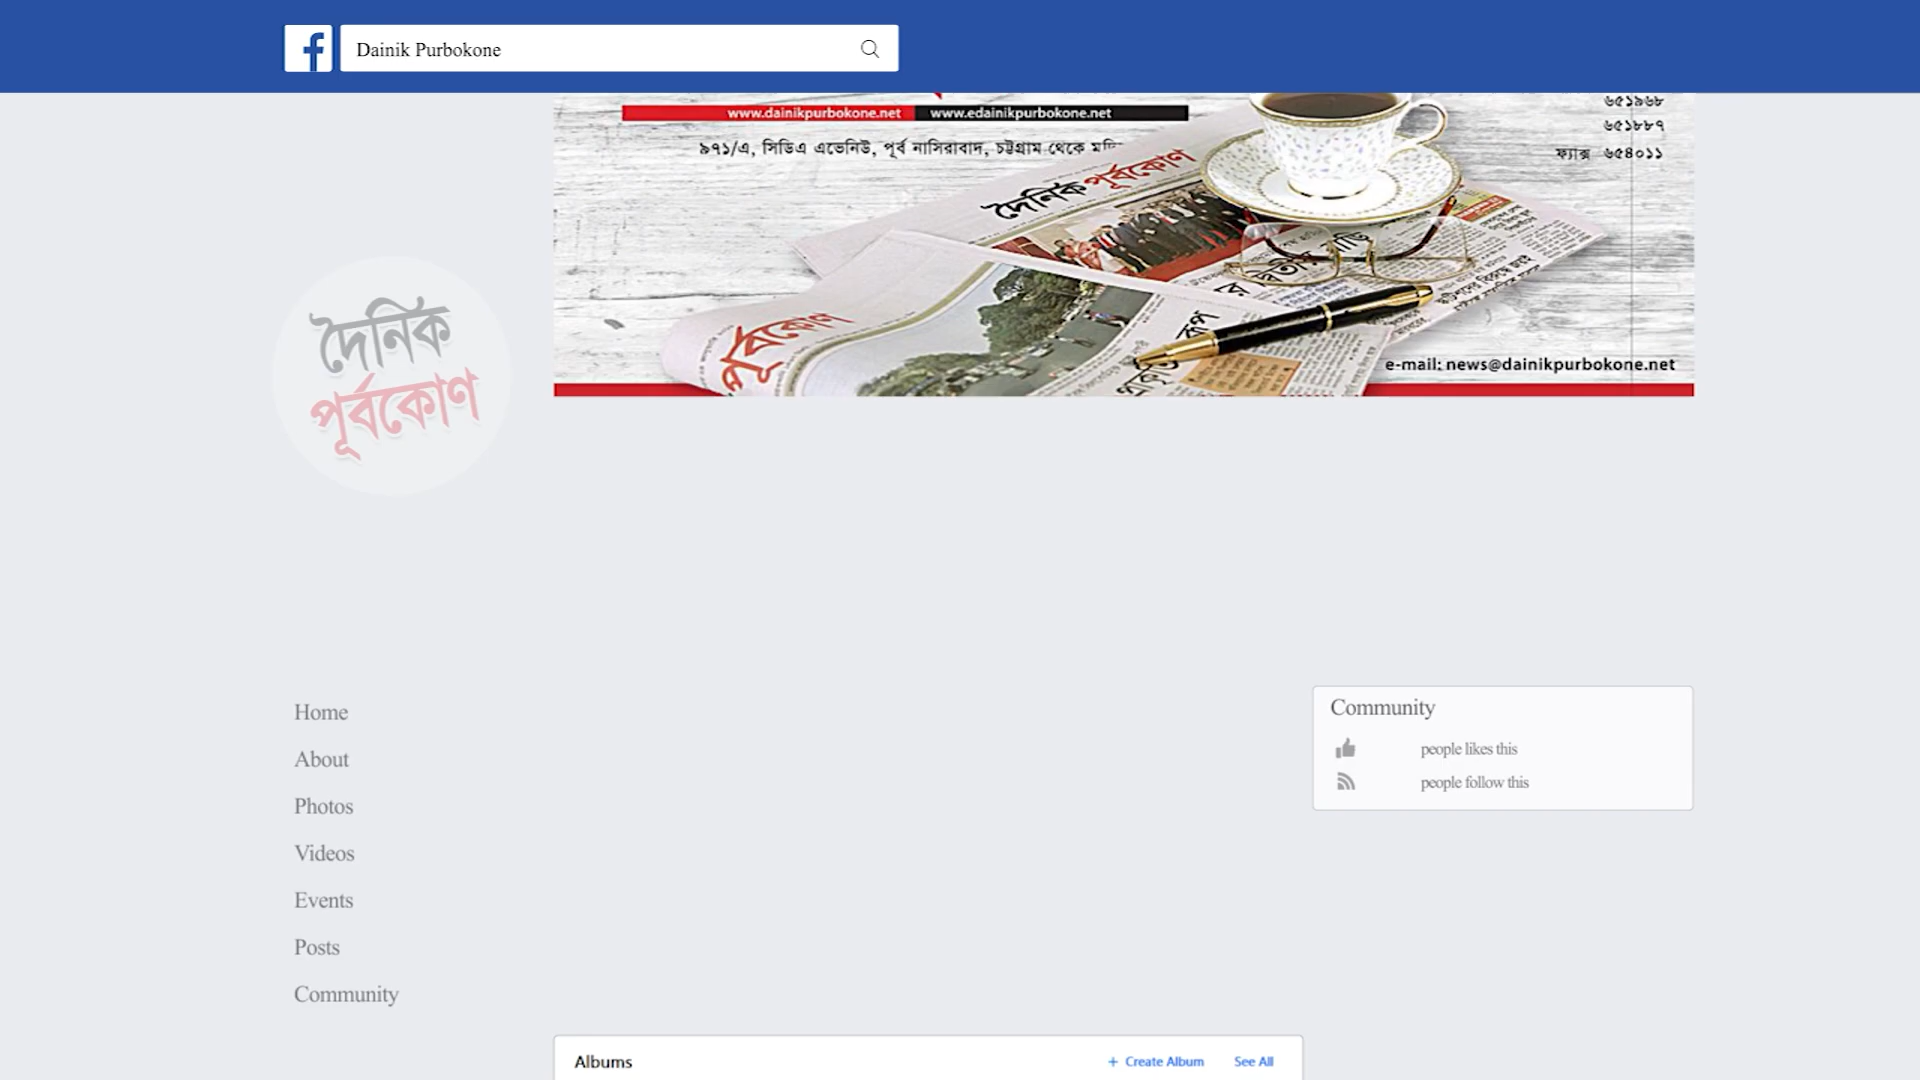 Dainik Purbokone
www.dainikpurbokone.net www.edainikpurbokone.net
৯৭১/এ, সিডিএ এভেনিউ, পূর্ব নাসিরাবাদ, চট্টগ্রাম থেকে
৬৫১৯৬৮
৬৫১৮৮৭
ফ্যাক্স ৬৫৪০১১
দৈনিক পূর্বকোণ
পূর্বকোণ
e-mail: news@dainikpurbokone.net
দৈনিক
পূর্বকোণ
Home
About
Photos
Videos
Events
Posts
Community
Community
people likes this
people follow this
Albums
+ Create Album
See All